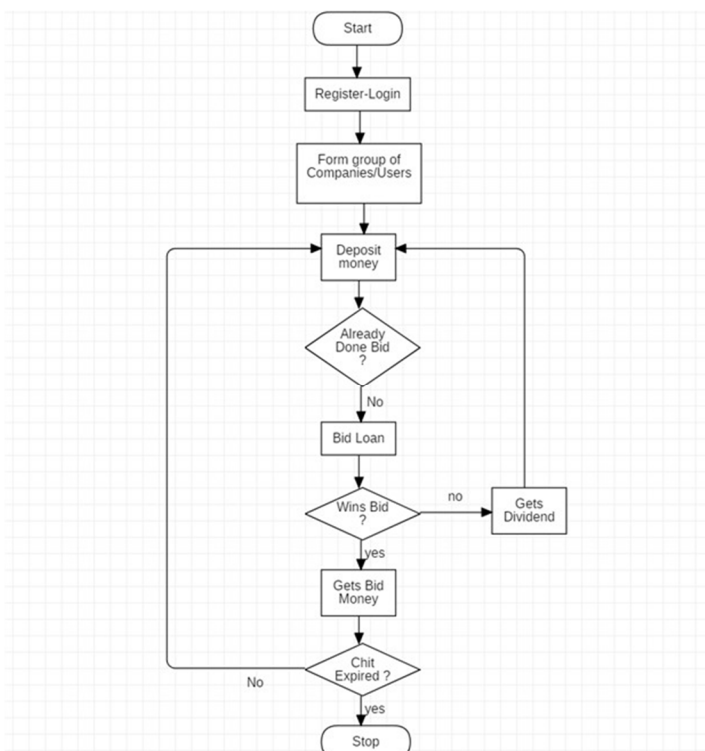 Start
Register-Login
Form group of
Companies/Users
Deposit
money
Already
Done Bid
?
No
Bid Loan
Wins Bid
?
no
Gets
Dividend
yes
Gets Bid
Money
Chit
Expired ?
No
yes
Stop